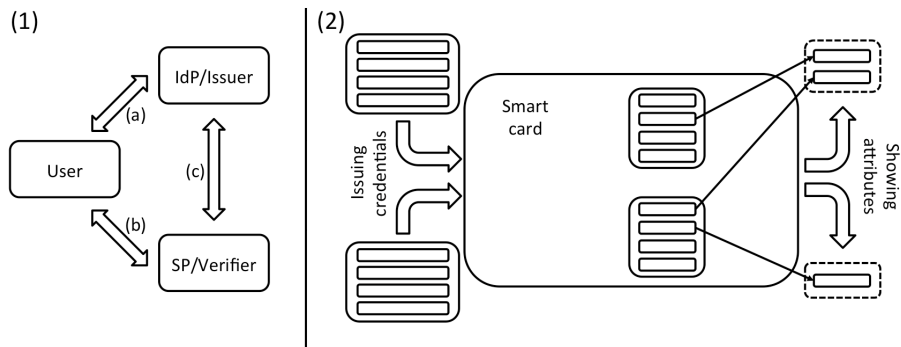 (1)
IdP/Issuer
(a)
User
(c)
(b)
SP/Verifier
(2)
Issuing
credentials
Smart
card
Showing
attributes